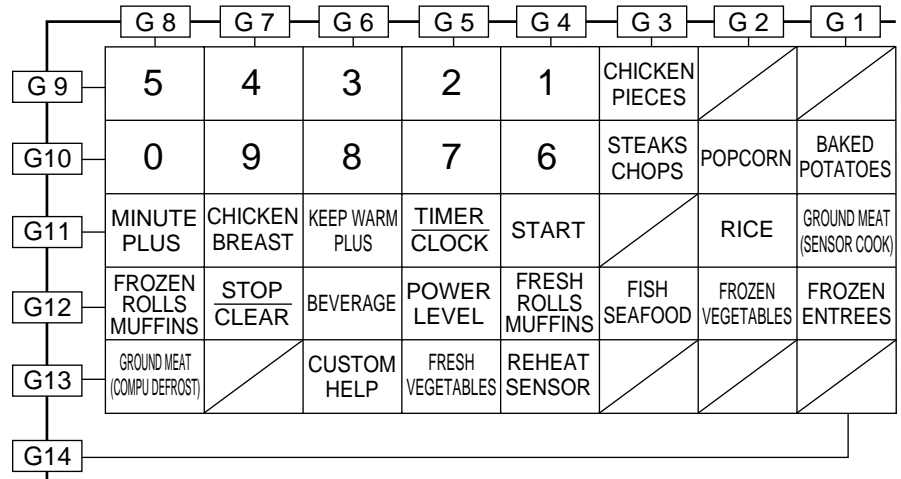 G 8 G 7 G 6 G 5 G 4 G 3 G 2 G 1
G 9 5 4 3 2 1 CHICKEN PIECES
G10 0 9 8 7 6 STEAKS CHOPS POPCORN BAKED POTATOES
G11 MINUTE PLUS CHICKEN BREAST KEEP WARM PLUS TIMER CLOCK START RICE GROUND MEAT (SENSOR COOK)
G12 FROZEN ROLLS MUFFINS STOP CLEAR BEVERAGE POWER LEVEL FRESH ROLLS MUFFINS FISH SEAFOOD FROZEN VEGETABLES FROZEN ENTREES
G13 GROUND MEAT (COMPU DEFROST) CUSTOM HELP FRESH VEGETABLES REHEAT SENSOR
G14